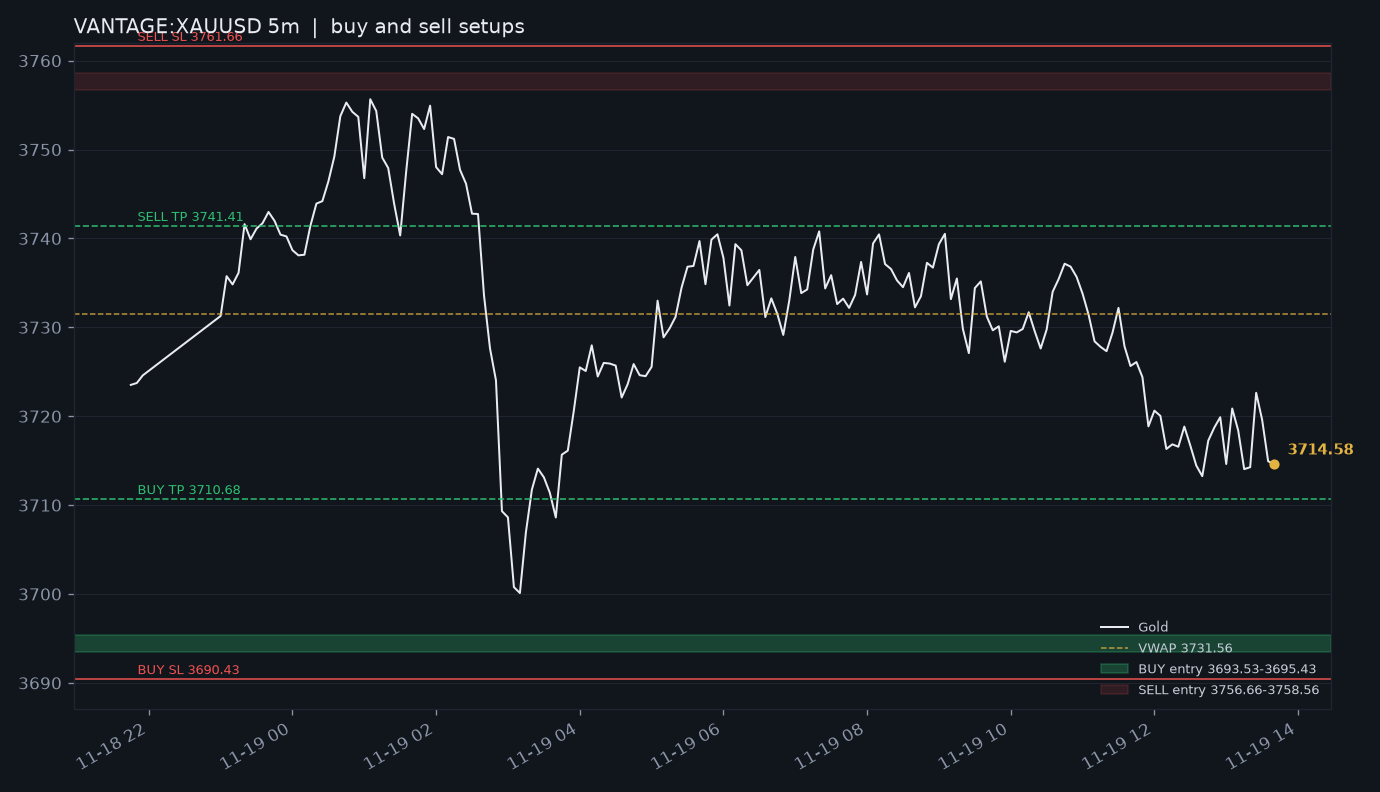 VANTAGE:XAUUSD 5m | buy and sell setups
SELL SL 3761.66
3760
3750
SELL TP 3741.41
3740
3730
3720
3714.58
BUY TP 3710.68
3710
3700
Gold
VWAP 3731.56
BUY entry 3693.53-3695.43
SELL entry 3756.66-3758.56
BUY SL 3690.43
3690
11-18 22
11-19 00
11-19 02
11-19 04
11-19 06
11-19 08
11-19 10
11-19 12
11-19 14